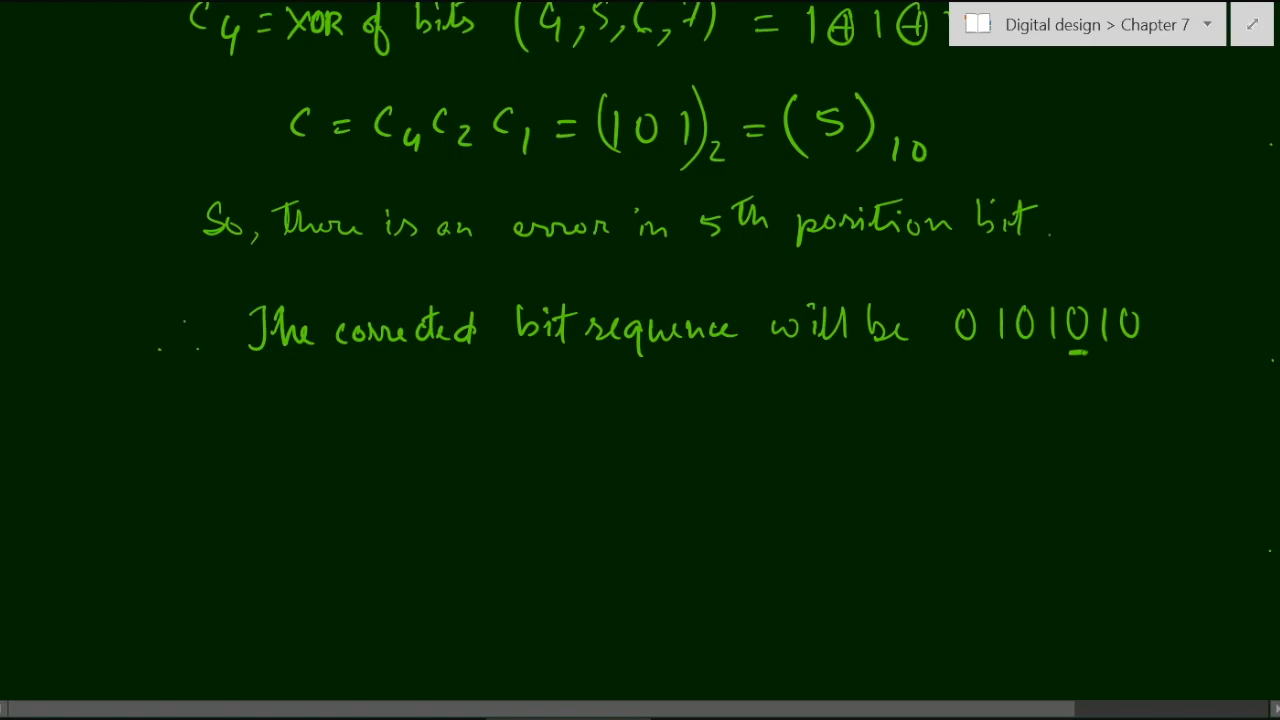 C4 = XOR of bits (4,5,6,7) = 1⊕1⊕
Digital design > Chapter 7
C = C4 C2 C1 = (101)2 = (5)10
So, there is an error in 5th position bit.
∴ The corrected bit sequence will be 0101010